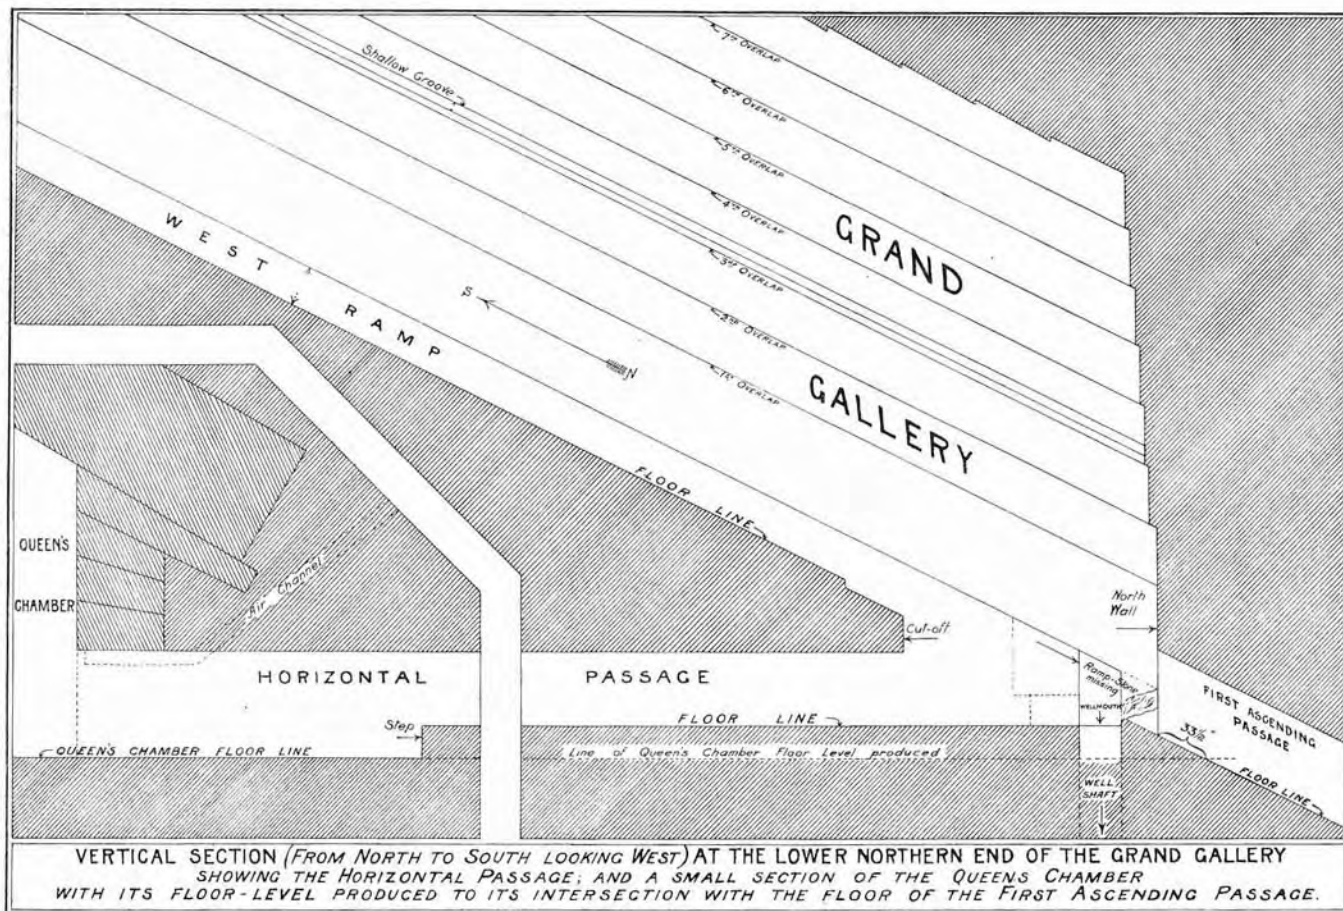 7TH OVERLAP
6TH OVERLAP
5TH OVERLAP
4TH OVERLAP
3RD OVERLAP
2ND OVERLAP
1ST OVERLAP
Shallow Groove
GRAND
GALLERY
WEST RAMP
S
N
FLOOR LINE
QUEEN'S
CHAMBER
Air Channel
North
Wall
Cut-off
HORIZONTAL PASSAGE
Ramp-Stone
missing
WELLMOUTH
FIRST ASCENDING
PASSAGE
Step
FLOOR LINE
33½"
QUEEN'S CHAMBER FLOOR LINE
Line of Queen's Chamber Floor Level produced
FLOOR LINE
WELL
SHAFT
VERTICAL SECTION (FROM NORTH TO SOUTH LOOKING WEST) AT THE LOWER NORTHERN END OF THE GRAND GALLERY
SHOWING THE HORIZONTAL PASSAGE; AND A SMALL SECTION OF THE QUEENS CHAMBER
WITH ITS FLOOR-LEVEL PRODUCED TO ITS INTERSECTION WITH THE FLOOR OF THE FIRST ASCENDING PASSAGE.